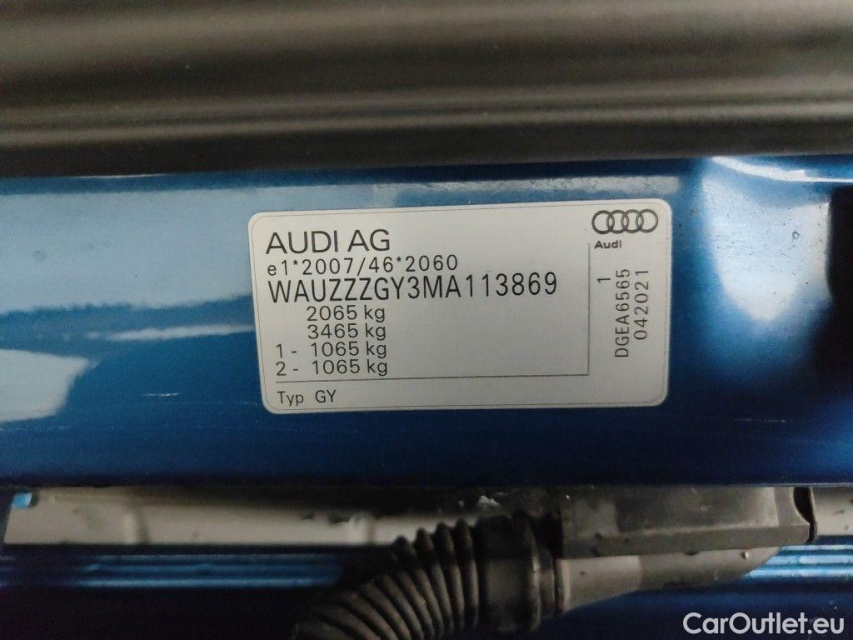 AUDI AG
e1*2007/46*2060
WAUZZZGY3MA113869
2065 kg
3465 kg
1 - 1065 kg
2 - 1065 kg
Typ GY
Audi
1
DGEA6565
042021
CarOutlet.eu